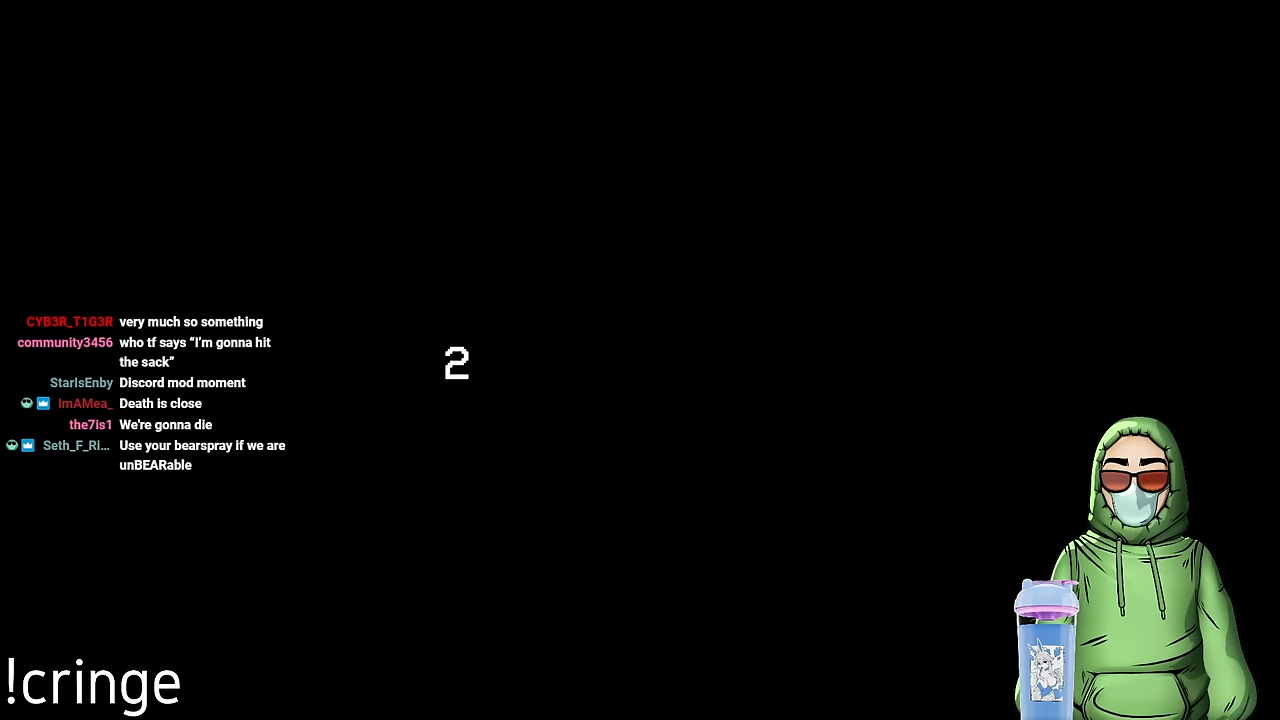 CYB3R_T1G3R very much so something
community3456 who tf says “I’m gonna hit
the sack”
StarIsEnby Discord mod moment
ImAMea_ Death is close
the7is1 We're gonna die
Seth_F_Ri... Use your bearspray if we are
unBEARable
2
!cringe